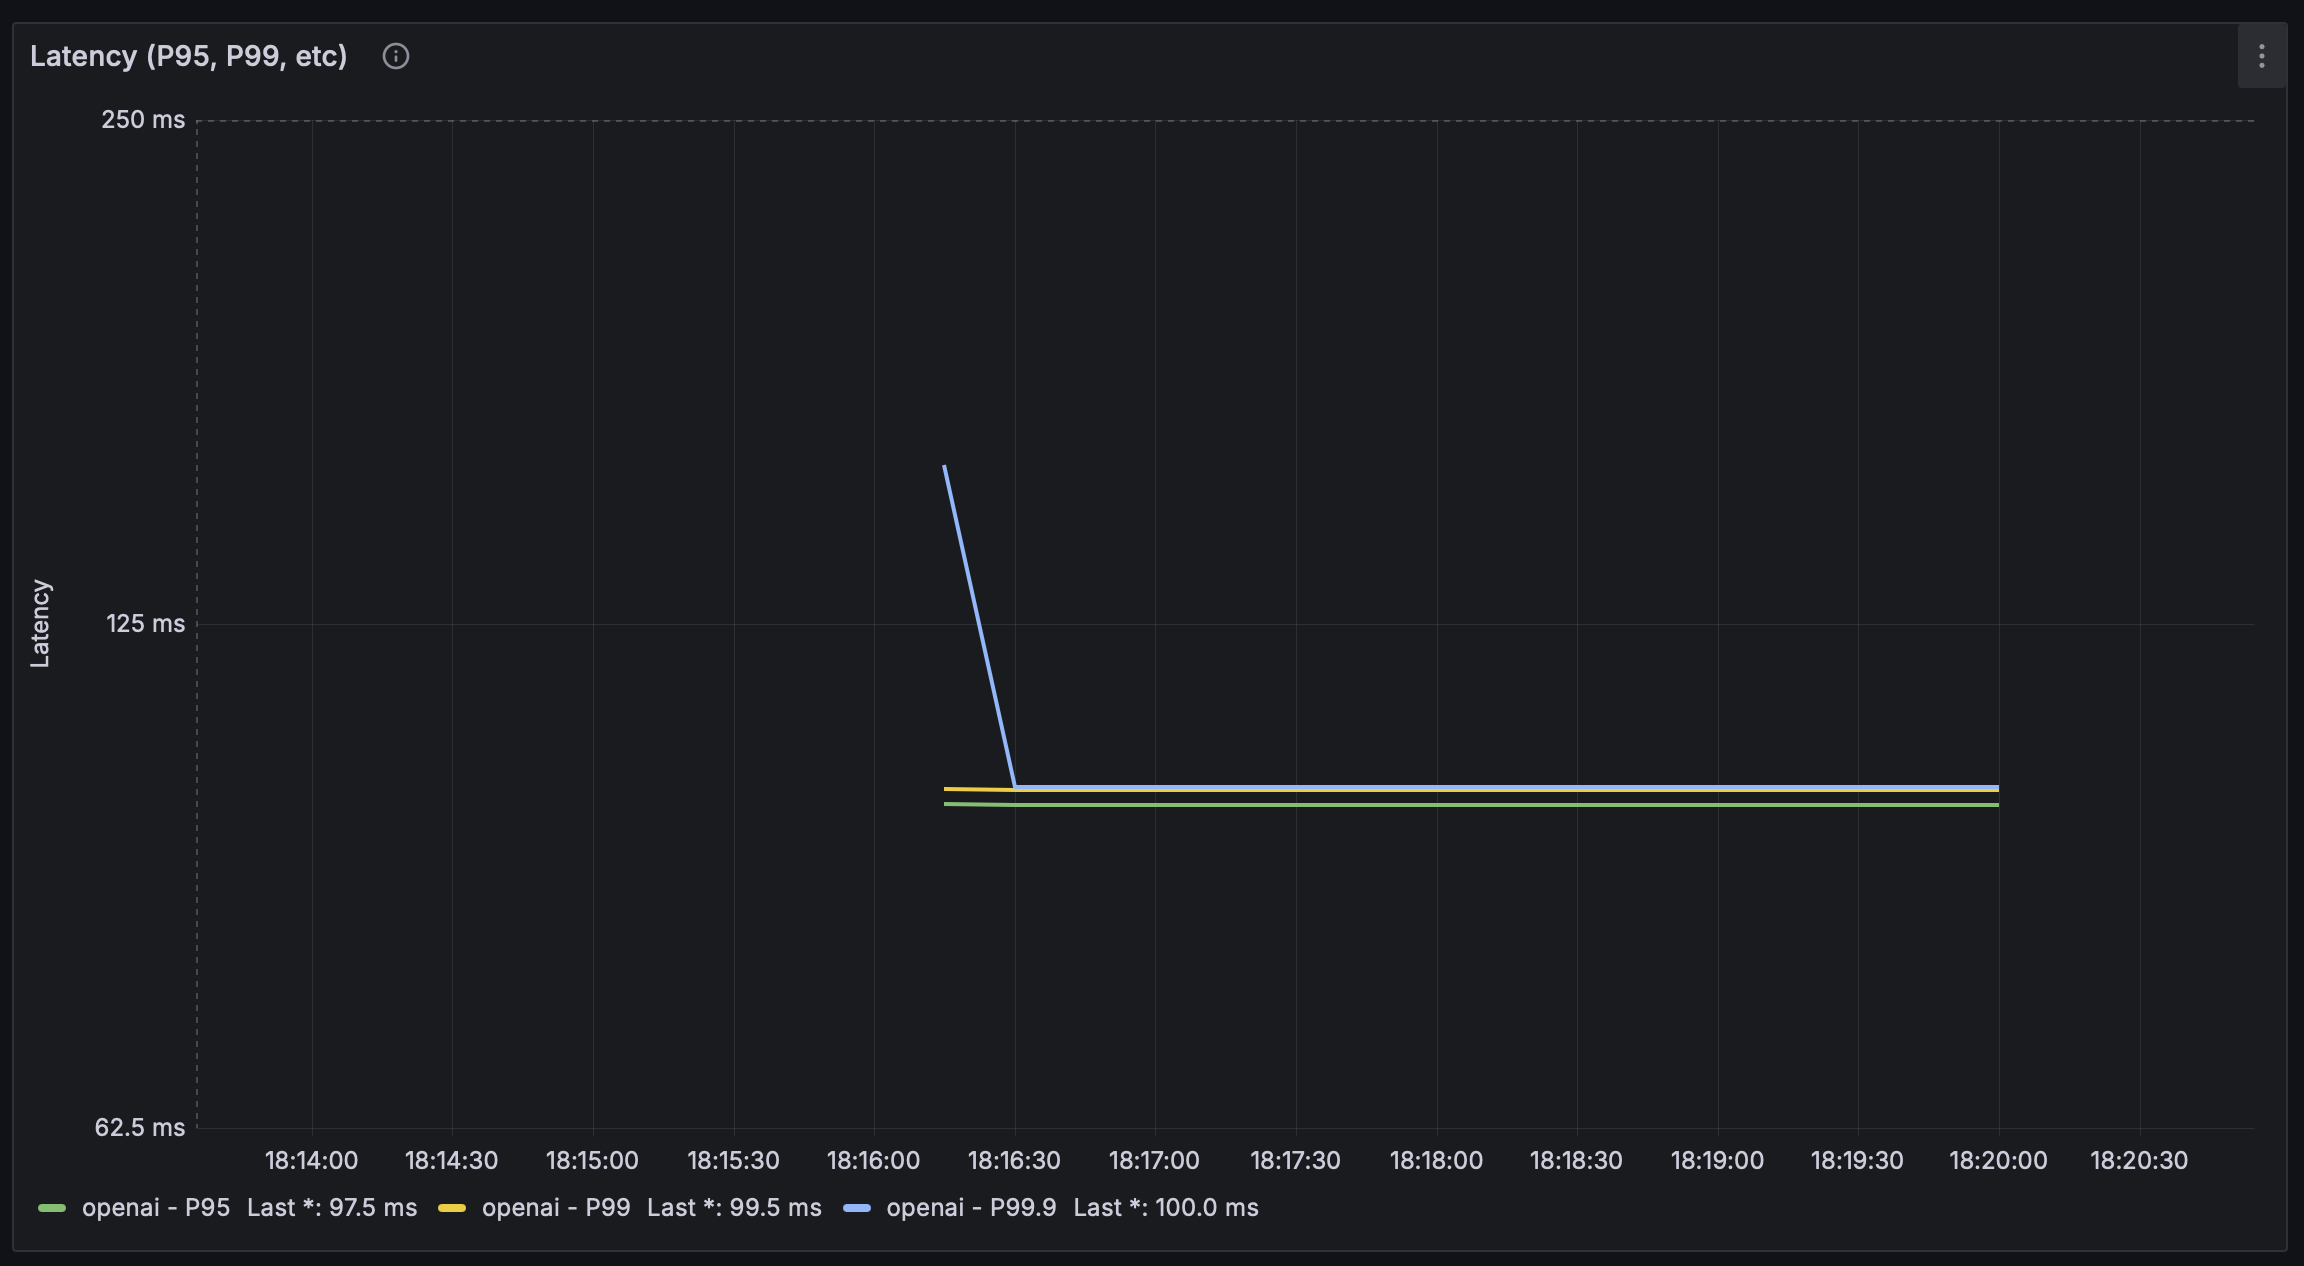 Latency (P95, P99, etc)
250 ms
125 ms
62.5 ms
Latency
18:14:00 18:14:30 18:15:00 18:15:30 18:16:00 18:16:30 18:17:00 18:17:30 18:18:00 18:18:30 18:19:00 18:19:30 18:20:00 18:20:30
openai - P95 Last *: 97.5 ms openai - P99 Last *: 99.5 ms openai - P99.9 Last *: 100.0 ms